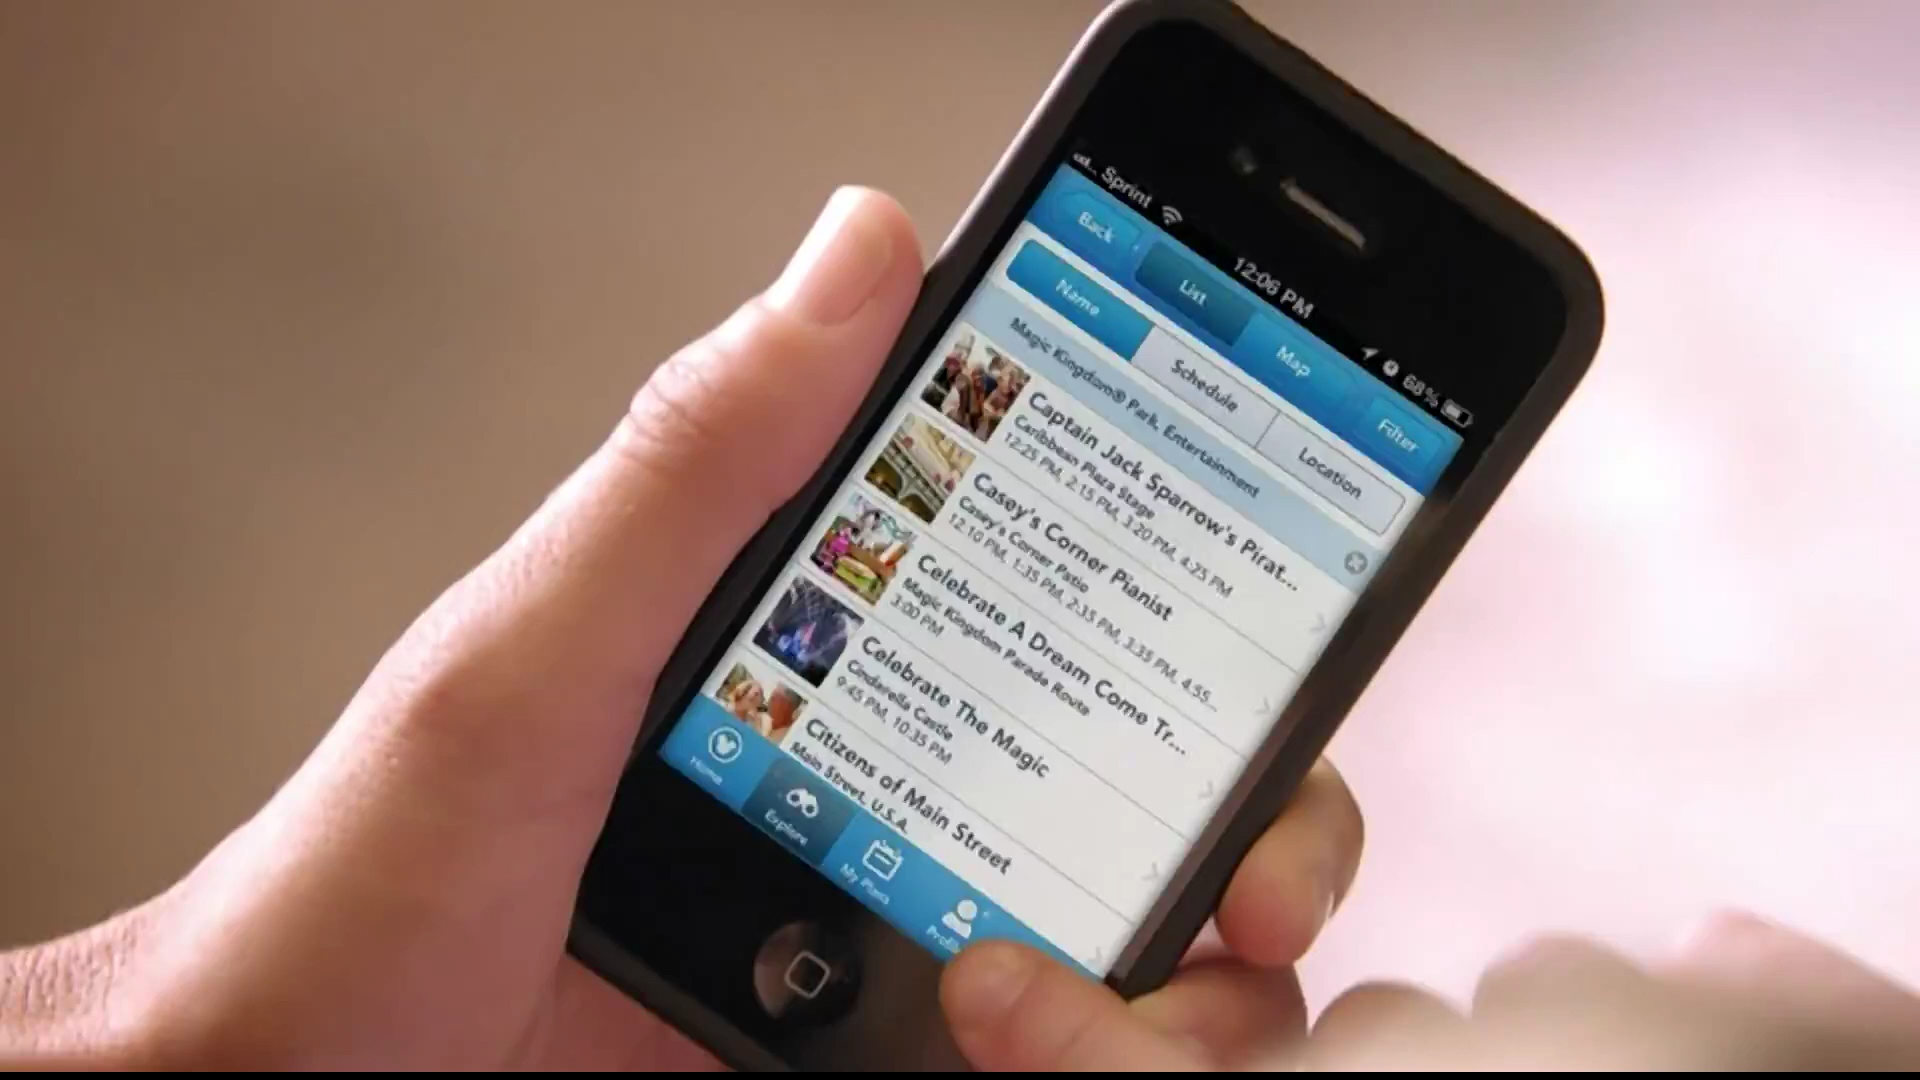 Sprint
12:06 PM
68%
Back
List
Map
Filter
Name
Schedule
Location
Magic Kingdom® Park, Entertainment
Captain Jack Sparrow's Pirat...
Caribbean Plaza Stage
12:25 PM, 2:15 PM, 3:20 PM, 4:25 PM
Casey's Corner Pianist
Casey's Corner Patio
12:10 PM, 1:35 PM, 2:35 PM, 3:35 PM, 4:55...
Celebrate A Dream Come Tr...
Magic Kingdom Parade Route
3:00 PM
Celebrate The Magic
Cinderella Castle
9:45 PM, 10:35 PM
Citizens of Main Street
Main Street, U.S.A.
Home
Explore
My Plans
Profile